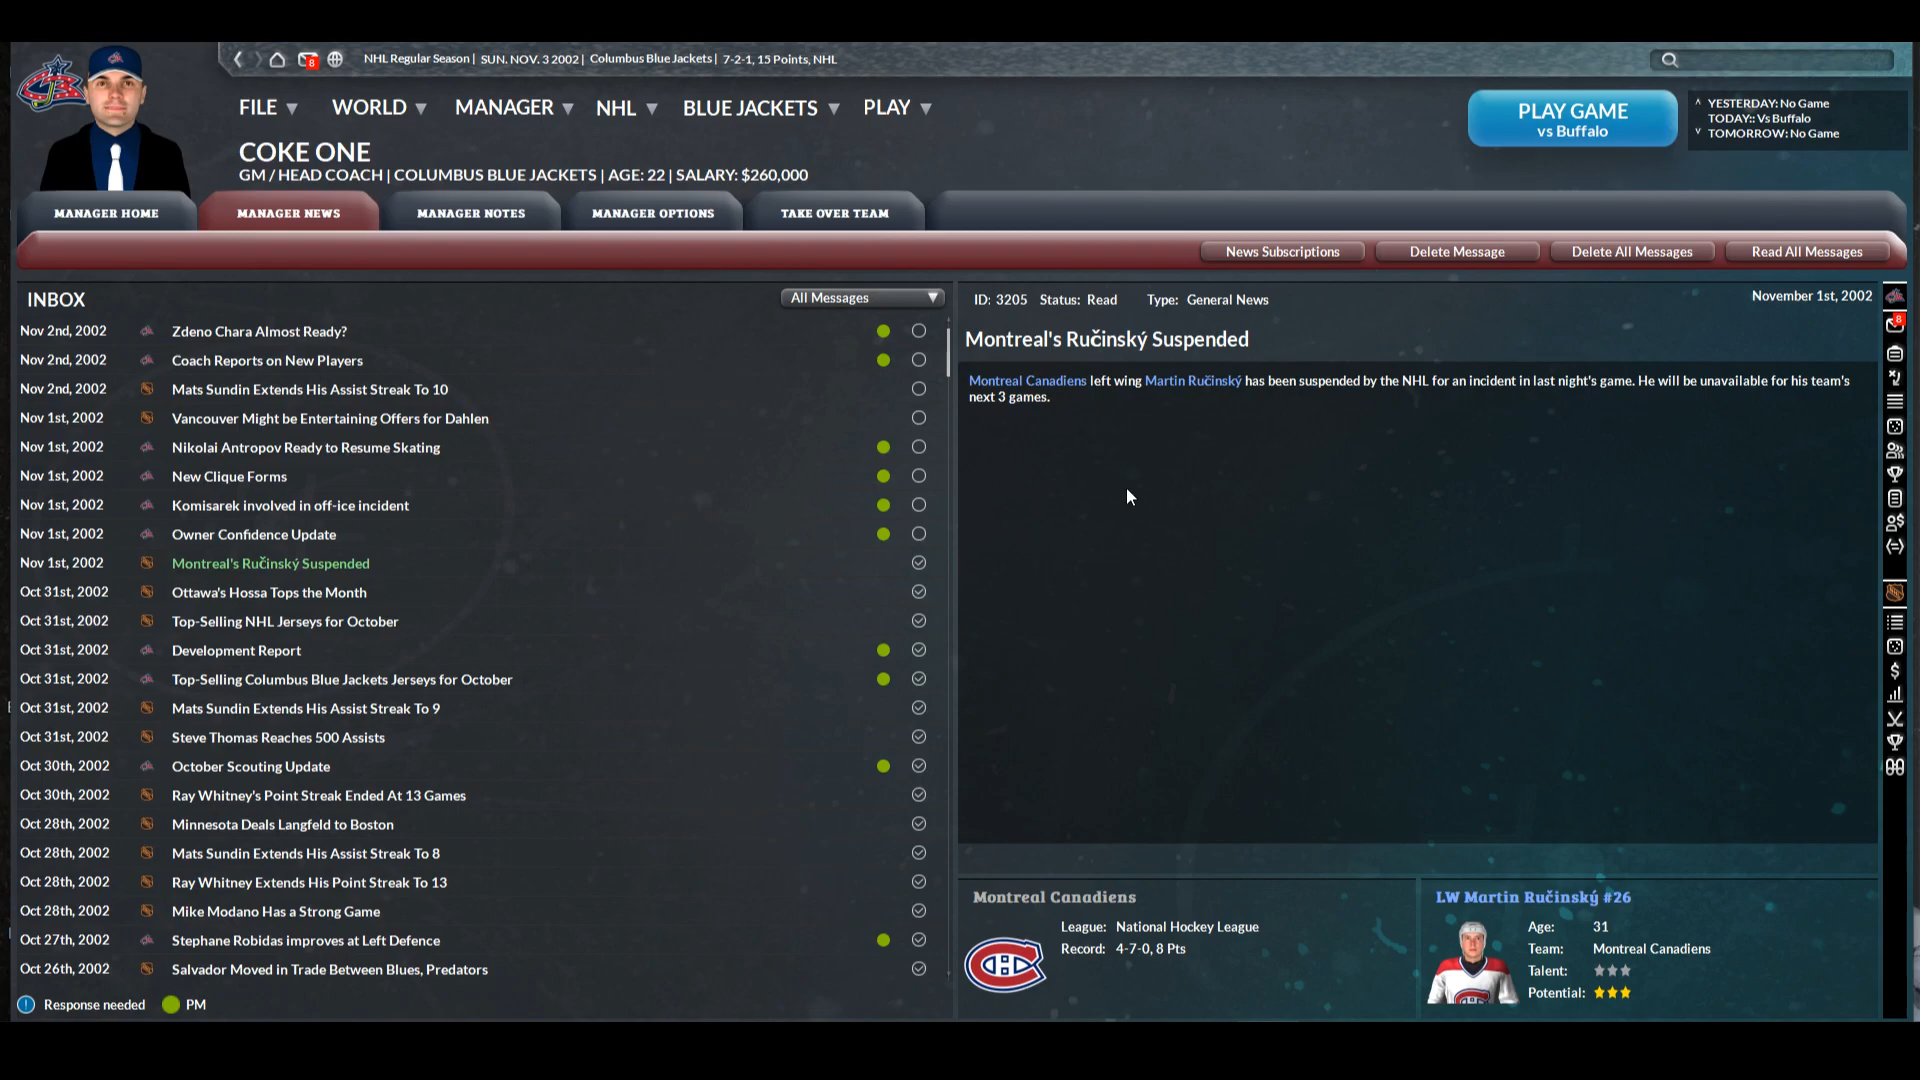 8
NHL Regular Season | SUN. NOV. 3 2002 | Columbus Blue Jackets | 7-2-1, 15 Points, NHL
FILE WORLD MANAGER NHL BLUE JACKETS PLAY
PLAY GAME
vs Buffalo
YESTERDAY: No Game
TODAY:: Vs Buffalo
TOMORROW: No Game
COKE ONE
GM / HEAD COACH | COLUMBUS BLUE JACKETS | AGE: 22 | SALARY: $260,000
MANAGER HOME MANAGER NEWS MANAGER NOTES MANAGER OPTIONS TAKE OVER TEAM
News Subscriptions Delete Message Delete All Messages Read All Messages
INBOX All Messages
Nov 2nd, 2002 Zdeno Chara Almost Ready?
Nov 2nd, 2002 Coach Reports on New Players
Nov 2nd, 2002 Mats Sundin Extends His Assist Streak To 10
Nov 1st, 2002 Vancouver Might be Entertaining Offers for Dahlen
Nov 1st, 2002 Nikolai Antropov Ready to Resume Skating
Nov 1st, 2002 New Clique Forms
Nov 1st, 2002 Komisarek involved in off-ice incident
Nov 1st, 2002 Owner Confidence Update
Nov 1st, 2002 Montreal's Ručinský Suspended
Oct 31st, 2002 Ottawa's Hossa Tops the Month
Oct 31st, 2002 Top-Selling NHL Jerseys for October
Oct 31st, 2002 Development Report
Oct 31st, 2002 Top-Selling Columbus Blue Jackets Jerseys for October
Oct 31st, 2002 Mats Sundin Extends His Assist Streak To 9
Oct 31st, 2002 Steve Thomas Reaches 500 Assists
Oct 30th, 2002 October Scouting Update
Oct 30th, 2002 Ray Whitney's Point Streak Ended At 13 Games
Oct 28th, 2002 Minnesota Deals Langfeld to Boston
Oct 28th, 2002 Mats Sundin Extends His Assist Streak To 8
Oct 28th, 2002 Ray Whitney Extends His Point Streak To 13
Oct 28th, 2002 Mike Modano Has a Strong Game
Oct 27th, 2002 Stephane Robidas improves at Left Defence
Oct 26th, 2002 Salvador Moved in Trade Between Blues, Predators
Response needed PM
ID: 3205 Status: Read Type: General News November 1st, 2002
Montreal's Ručinský Suspended
Montreal Canadiens left wing Martin Ručinský has been suspended by the NHL for an incident in last night's game. He will be unavailable for his team's
next 3 games.
Montreal Canadiens
League: National Hockey League
Record: 4-7-0, 8 Pts
LW Martin Ručinský #26
Age: 31
Team: Montreal Canadiens
Talent:
Potential:
8